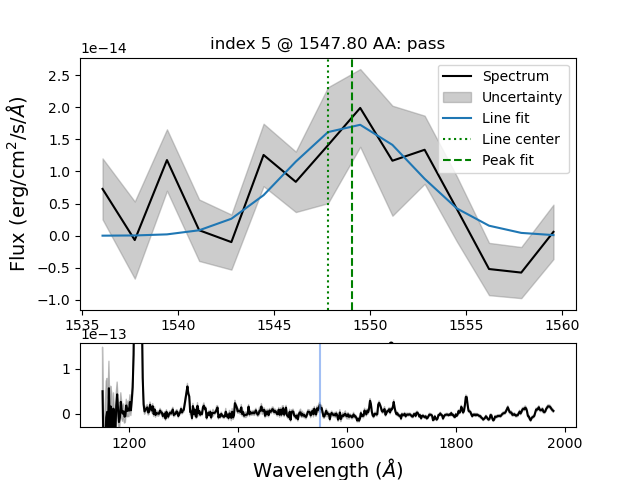 index 5 @ 1547.80 AA: pass
1e−14
Flux (erg/cm²/s/Å)
2.5
2.0
1.5
1.0
0.5
0.0
−0.5
−1.0
Spectrum
Uncertainty
Line fit
Line center
Peak fit
1535 1540 1545 1550 1555 1560
1e−13
1
0
1200 1400 1600 1800 2000
Wavelength (Å)